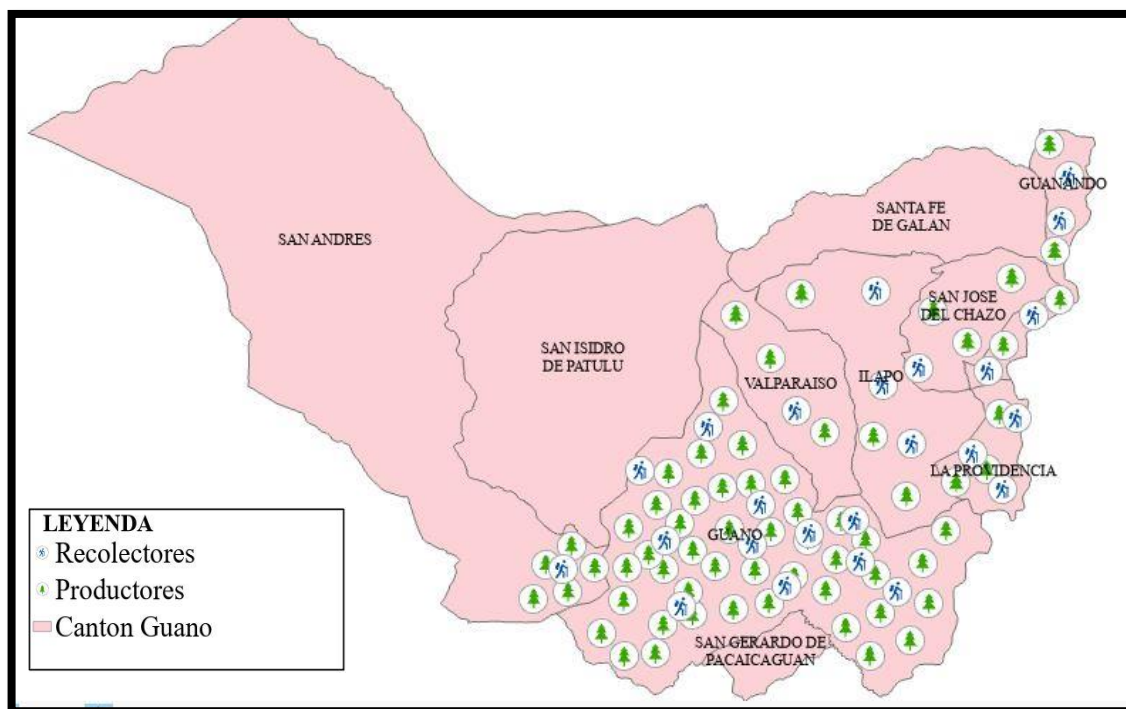 GUANANDO
SANTA FE
DE GALAN
SAN ANDRES
SAN JOSE
DEL CHAZO
SAN ISIDRO
DE PATULU
VALPARAISO
ILAPO
LA PROVIDENCIA
GUANO
SAN GERARDO DE
PACAICAGUAN
LEYENDA
Recolectores
Productores
Canton Guano